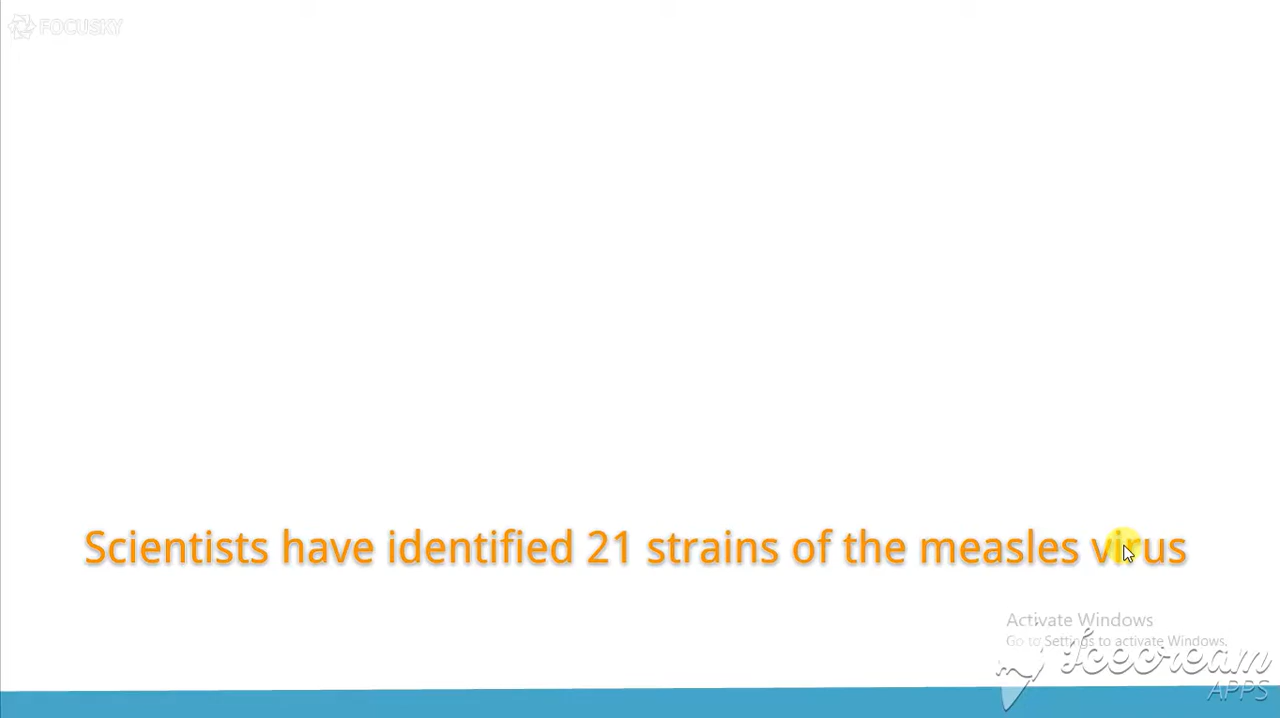 FOCUSKY
Scientists have identified 21 strains of the measles virus
Activate Windows
Go to Settings to activate Windows.
Icecream
APPS